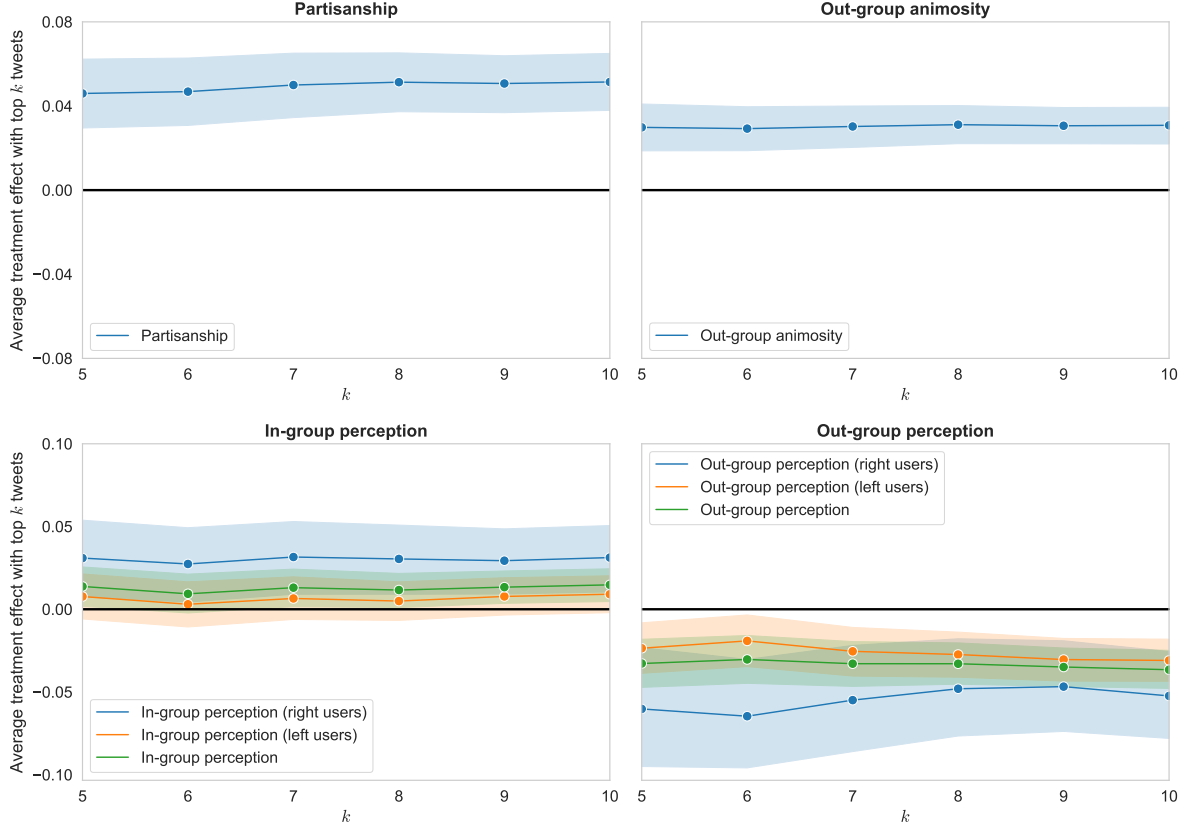 Partisanship
Out-group animosity
Average treatment effect with top k tweets
0.08
0.04
0.00
−0.04
−0.08
Partisanship
Out-group animosity
5 6 7 8 9 10
5 6 7 8 9 10
k
k
In-group perception
Out-group perception
Average treatment effect with top k tweets
0.10
0.05
0.00
−0.05
−0.10
In-group perception (right users)
In-group perception (left users)
In-group perception
Out-group perception (right users)
Out-group perception (left users)
Out-group perception
5 6 7 8 9 10
5 6 7 8 9 10
k
k